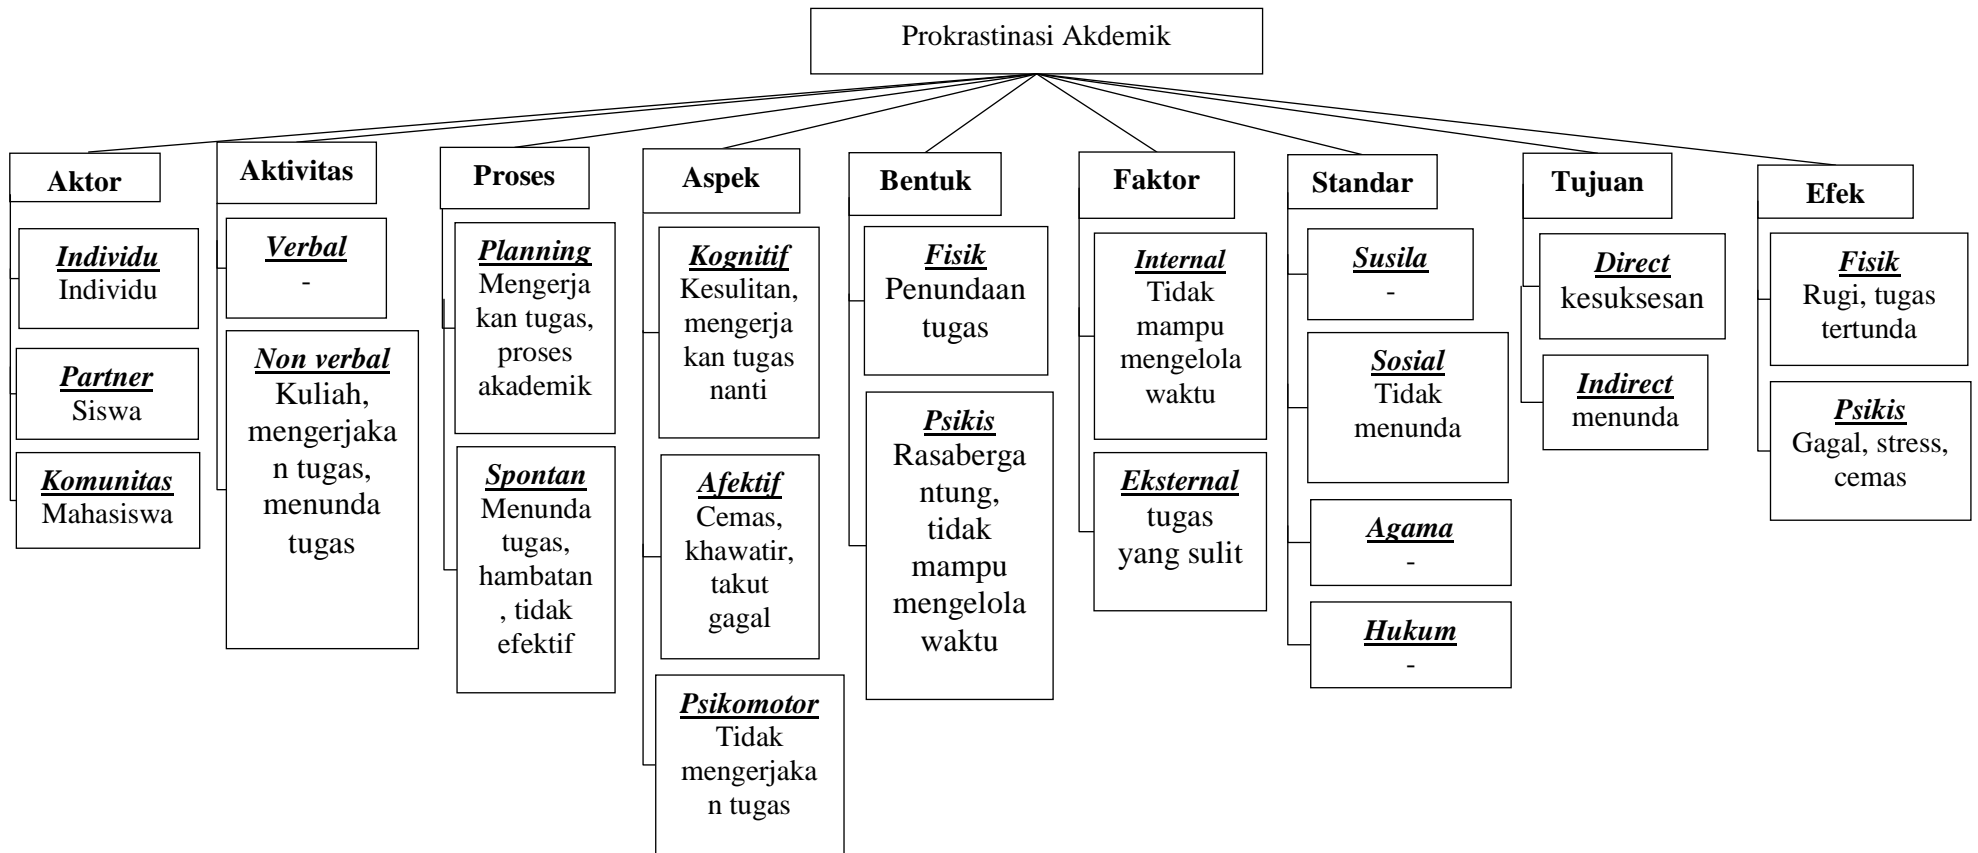 Prokrastinasi Akdemik
Aktor
Individu
Individu
Partner
Siswa
Komunitas
Mahasiswa
Aktivitas
Verbal
-
Non verbal
Kuliah,
mengerjaka
n tugas,
menunda
tugas
Proses
Planning
Mengerja
kan tugas,
proses
akademik
Spontan
Menunda
tugas,
hambatan
, tidak
efektif
Aspek
Kognitif
Kesulitan,
mengerja
kan tugas
nanti
Afektif
Cemas,
khawatir,
takut
gagal
Psikomotor
Tidak
mengerjaka
n tugas
Bentuk
Fisik
Penundaan
tugas
Psikis
Rasaberga
ntung,
tidak
mampu
mengelola
waktu
Faktor
Internal
Tidak
mampu
mengelola
waktu
Eksternal
tugas
yang sulit
Standar
Susila
-
Sosial
Tidak
menunda
Agama
-
Hukum
-
Tujuan
Direct
kesuksesan
Indirect
menunda
Efek
Fisik
Rugi, tugas
tertunda
Psikis
Gagal, stress,
cemas